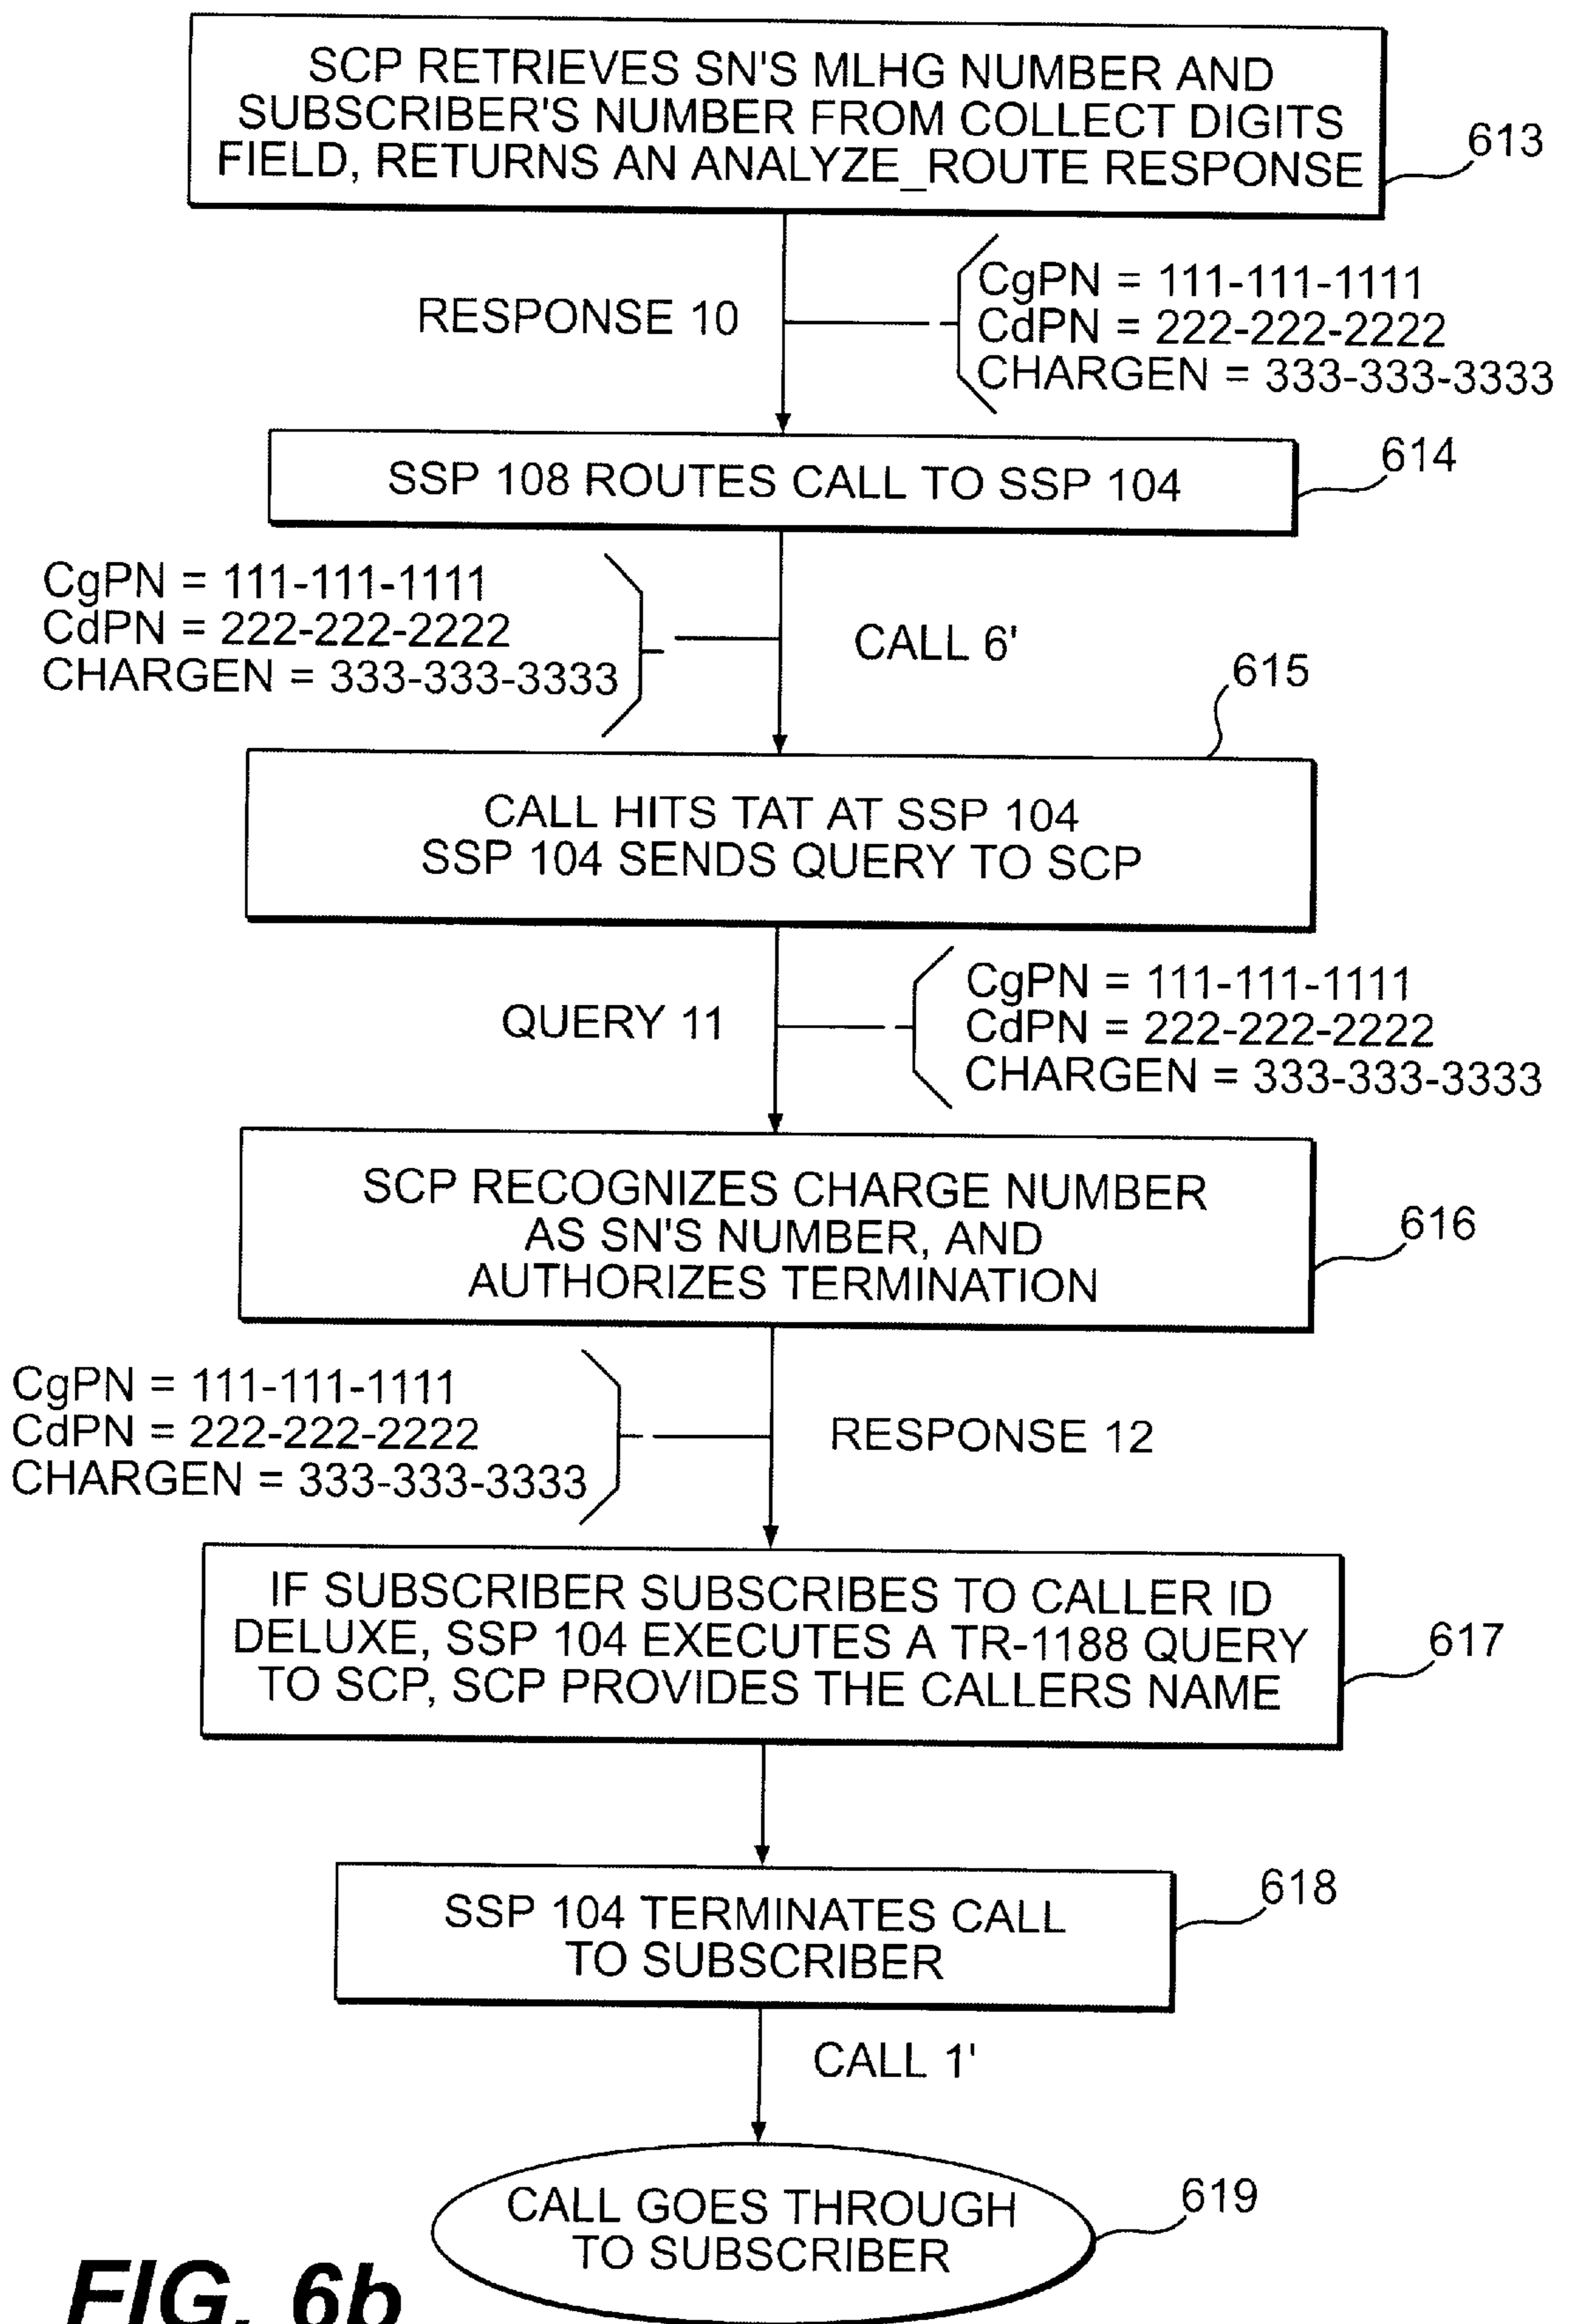 SCP RETRIEVES SN'S MLHG NUMBER AND
SUBSCRIBER'S NUMBER FROM COLLECT DIGITS
FIELD, RETURNS AN ANALYZE_ROUTE RESPONSE
613
RESPONSE 10
CgPN = 111-111-1111
CdPN = 222-222-2222
CHARGEN = 333-333-3333
SSP 108 ROUTES CALL TO SSP 104
614
CgPN = 111-111-1111
CdPN = 222-222-2222
CHARGEN = 333-333-3333
CALL 6'
615
CALL HITS TAT AT SSP 104
SSP 104 SENDS QUERY TO SCP
QUERY 11
CgPN = 111-111-1111
CdPN = 222-222-2222
CHARGEN = 333-333-3333
SCP RECOGNIZES CHARGE NUMBER
AS SN'S NUMBER, AND
AUTHORIZES TERMINATION
616
CgPN = 111-111-1111
CdPN = 222-222-2222
CHARGEN = 333-333-3333
RESPONSE 12
IF SUBSCRIBER SUBSCRIBES TO CALLER ID
DELUXE, SSP 104 EXECUTES A TR-1188 QUERY
TO SCP, SCP PROVIDES THE CALLERS NAME
617
SSP 104 TERMINATES CALL
TO SUBSCRIBER
618
CALL 1'
CALL GOES THROUGH
TO SUBSCRIBER
619
FIG. 6b